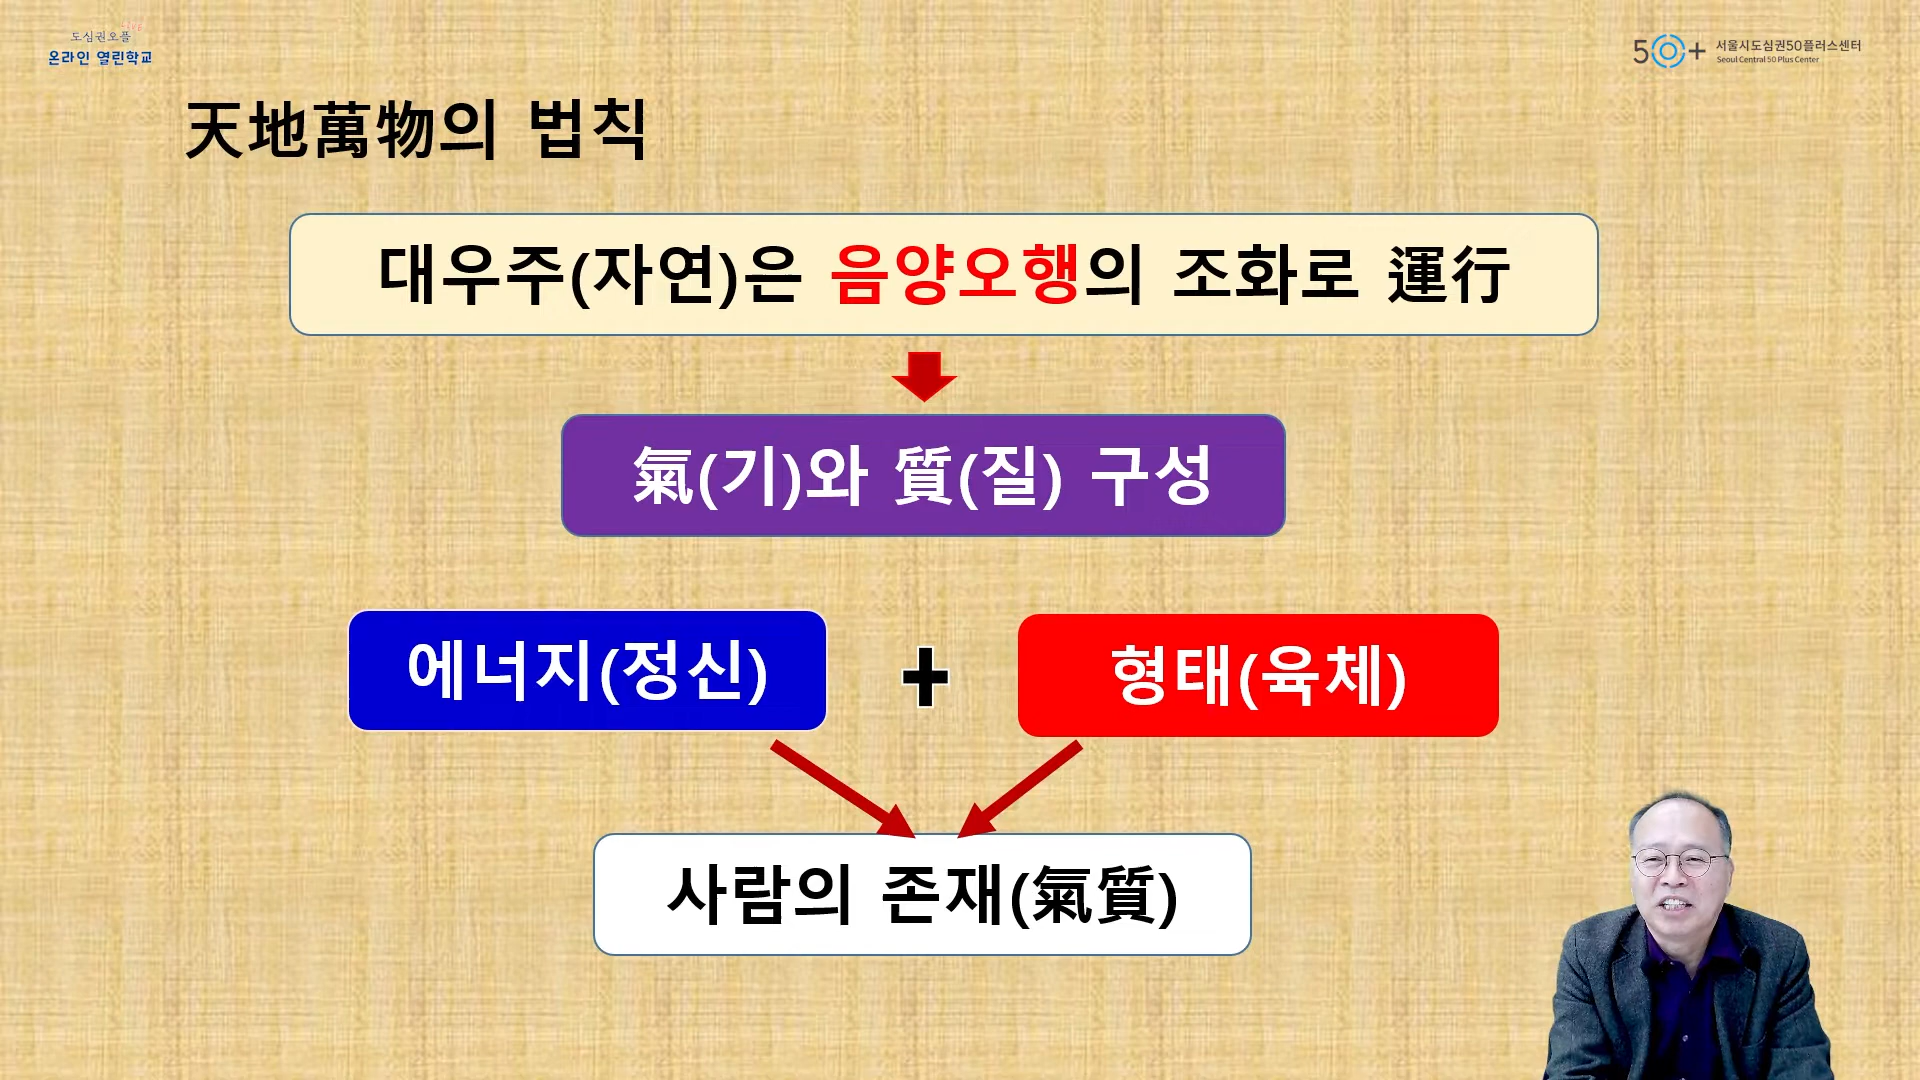 LIVE
도심권오플
온라인 열린학교
50+ 서울시도심권50플러스센터
Seoul Central 50 Plus Center
天地萬物의 법칙
대우주(자연)은 음양오행의 조화로 運行
氣(기)와 質(질) 구성
에너지(정신) + 형태(육체)
사람의 존재(氣質)